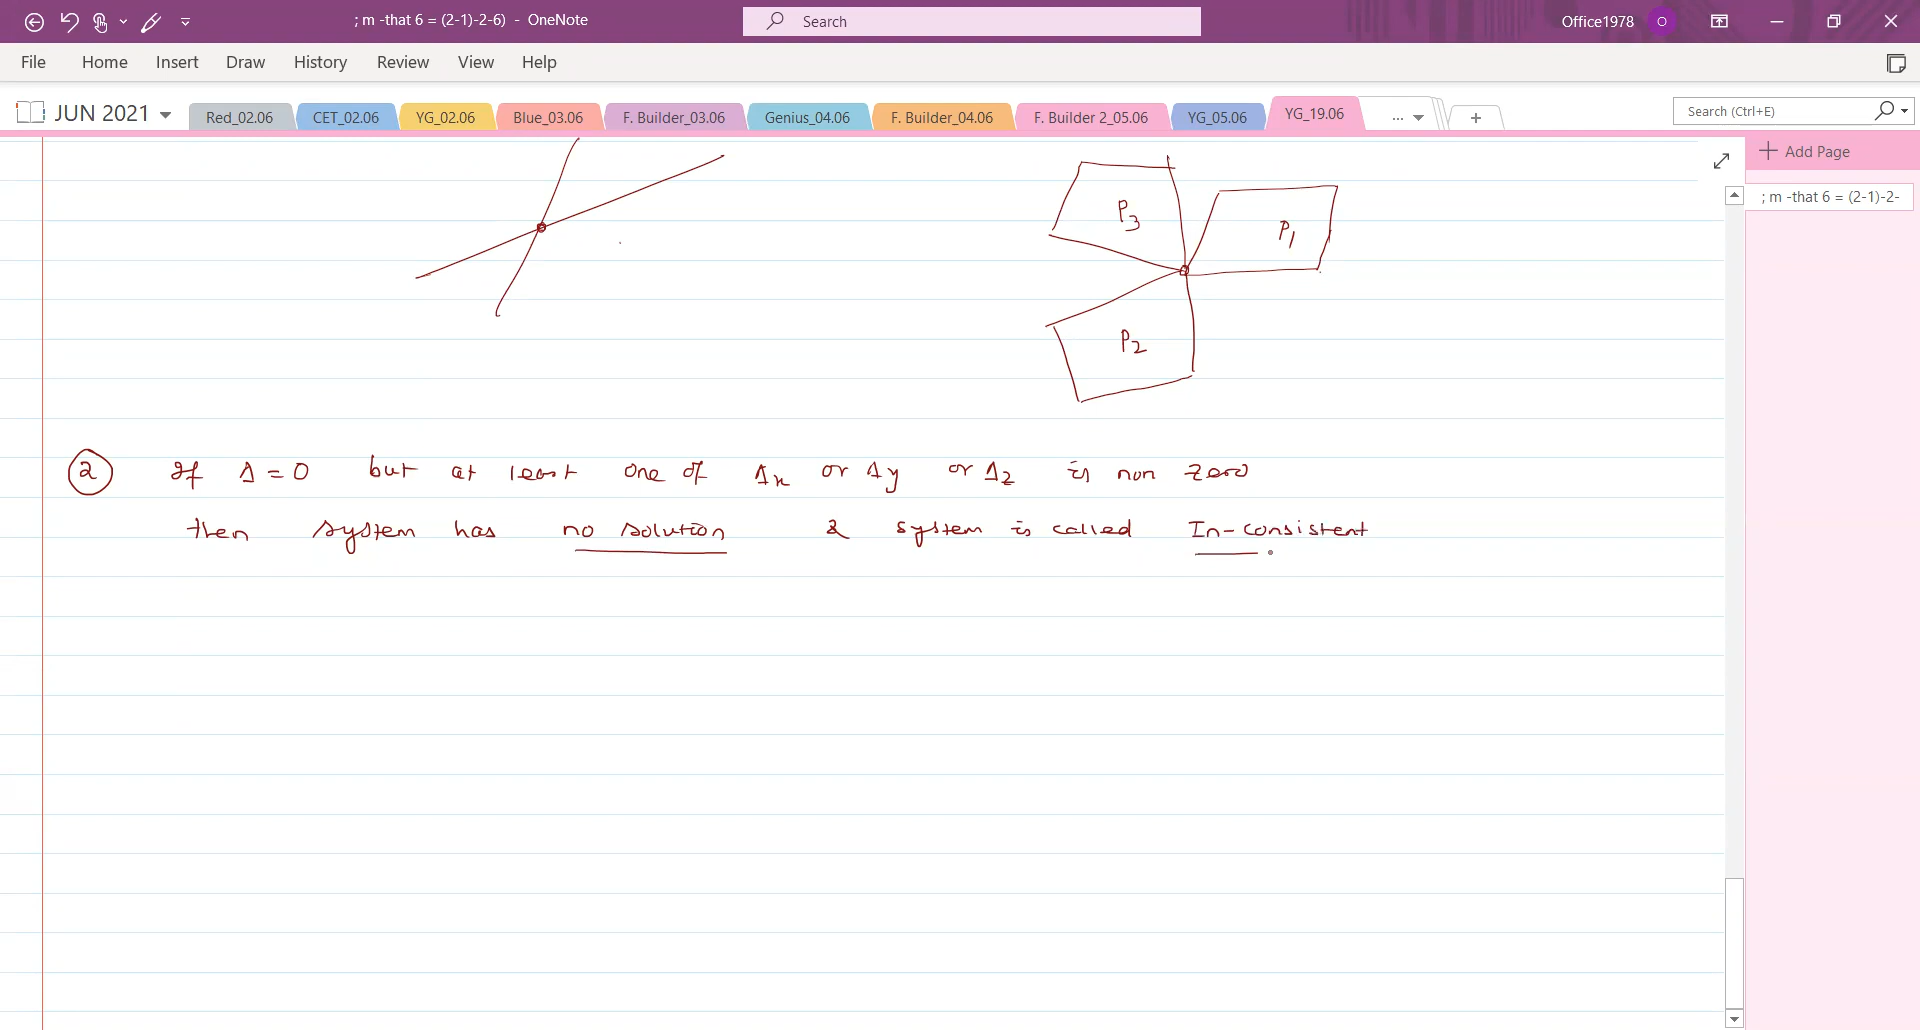 ; m -that 6 = (2-1)-2-6) - OneNote
Search
Office1978
O
File Home Insert Draw History Review View Help
JUN 2021
Red_02.06 CET_02.06 YG_02.06 Blue_03.06 F. Builder_03.06 Genius_04.06 F. Builder_04.06 F. Builder 2_05.06 YG_05.06 YG_19.06 ... +
Search (Ctrl+E)
Add Page
; m -that 6 = (2-1)-2-
P3
P1
P2
2 If Δ = 0 but at least one of Δx or Δy or Δz is non zero
then system has no solution & system is called In-consistent